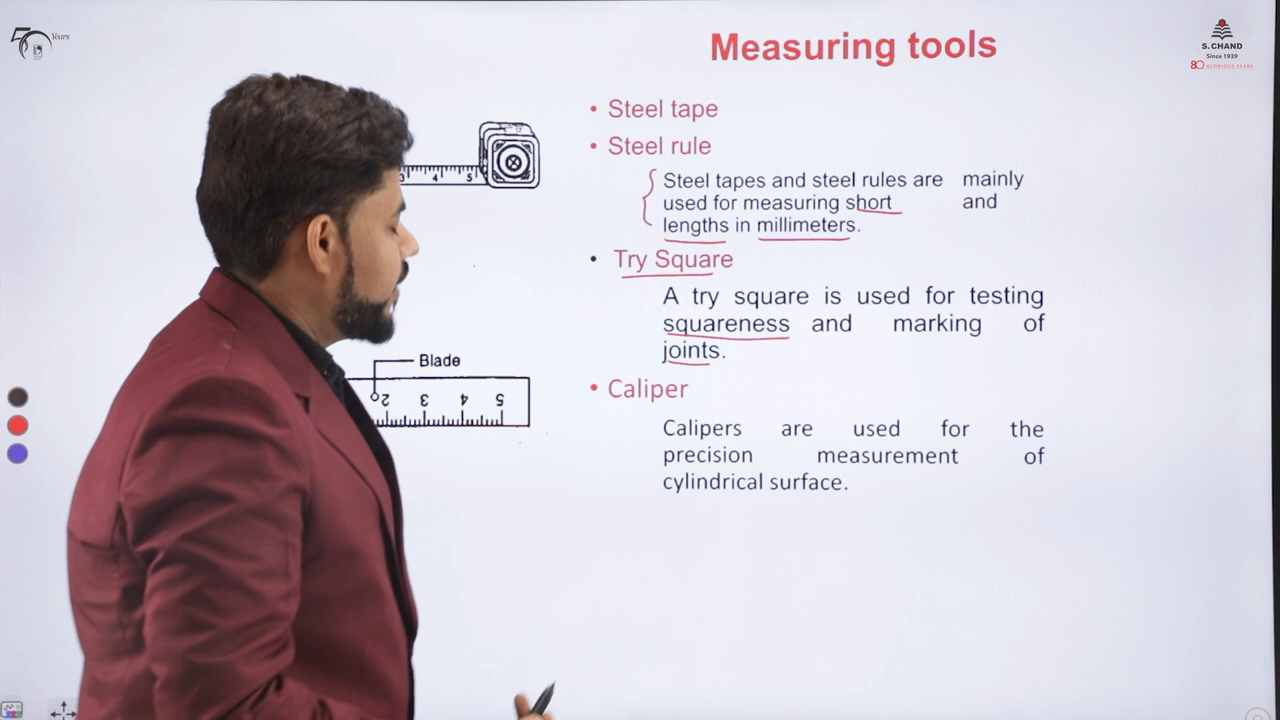 50 Years
S. CHAND
Since 1939
80 GLORIOUS YEARS
Measuring tools
• Steel tape
• Steel rule
Steel tapes and steel rules are mainly
used for measuring short and
lengths in millimeters.
• Try Square
A try square is used for testing
squareness and marking of
joints.
• Caliper
Calipers are used for the
precision measurement of
cylindrical surface.
3 4 5
Blade
2 3 4 5